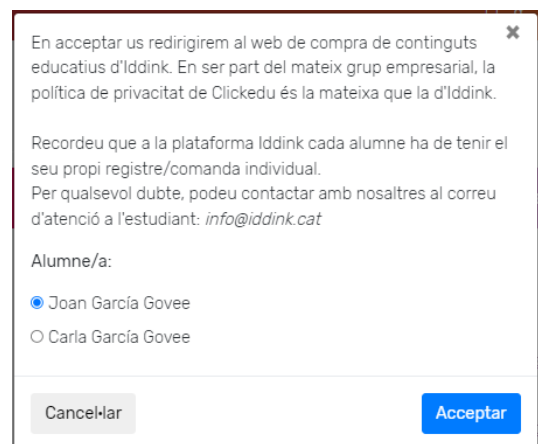 En acceptar us redirigirem al web de compra de continguts
educatius d'Iddink. En ser part del mateix grup empresarial, la
política de privacitat de Clickedu és la mateixa que la d'Iddink.
Recordeu que a la plataforma Iddink cada alumne ha de tenir el
seu propi registre/comanda individual.
Per qualsevol dubte, podeu contactar amb nosaltres al correu
d'atenció a l'estudiant: info@iddink.cat
Alumne/a:
Joan García Govee
Carla García Govee
Cancel•lar
Acceptar